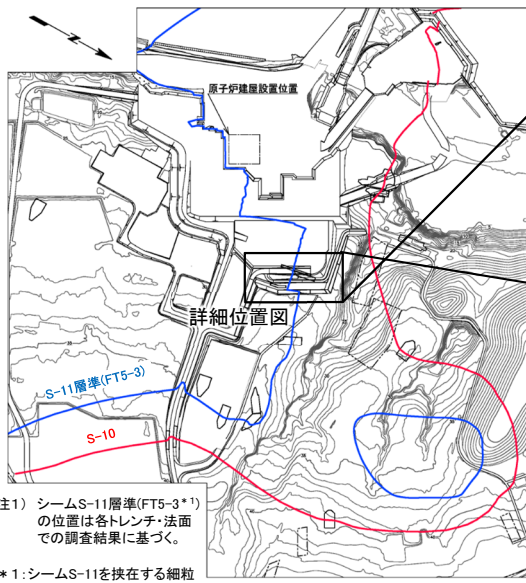 原子炉建屋設置位置
詳細位置図
S-11層準(FT5-3)
S-10
注1) シームS-11層準(FT5-3*1)
の位置は各トレンチ・法面
での調査結果に基づく。
*1:シームS-11を挟在する細粒